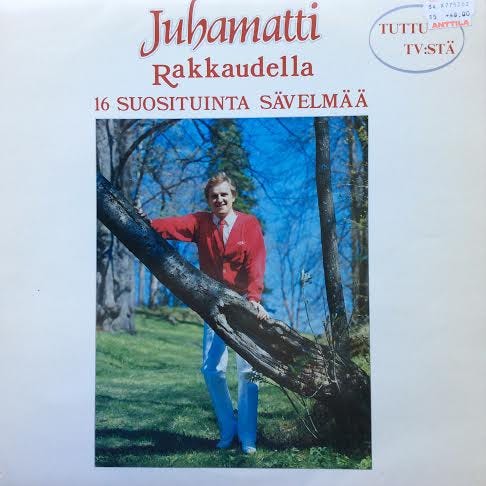 Juhamatti
Rakkaudella
16 SUOSITUINTA SÄVELMÄÄ
TUTTU
TV:STÄ
ANTTILA